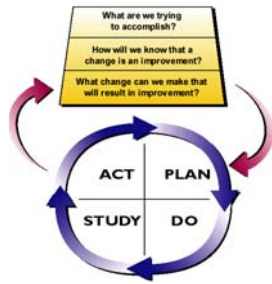 What are we trying
to accomplish?
How will we know that a
change is an improvement?
What change can we make that
will result in improvement?
ACT PLAN
STUDY DO